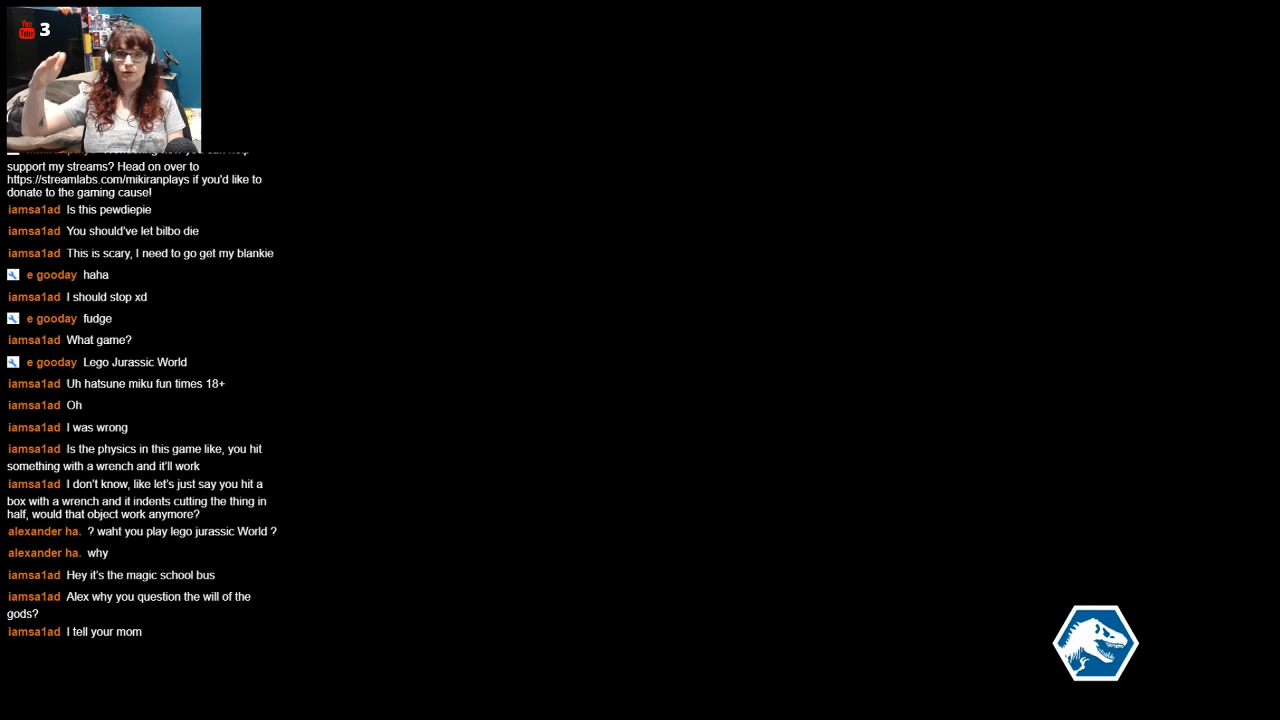 You
Tube 3
support my streams? Head on over to
https://streamlabs.com/mikiranplays if you'd like to
donate to the gaming cause!
iamsa1ad Is this pewdiepie
iamsa1ad You should've let bilbo die
iamsa1ad This is scary, I need to go get my blankie
e gooday haha
iamsa1ad I should stop xd
e gooday fudge
iamsa1ad What game?
e gooday Lego Jurassic World
iamsa1ad Uh hatsune miku fun times 18+
iamsa1ad Oh
iamsa1ad I was wrong
iamsa1ad Is the physics in this game like, you hit
something with a wrench and it'll work
iamsa1ad I don't know, like let's just say you hit a
box with a wrench and it indents cutting the thing in
half, would that object work anymore?
alexander ha. ? waht you play lego jurassic World ?
alexander ha. why
iamsa1ad Hey it's the magic school bus
iamsa1ad Alex why you question the will of the
gods?
iamsa1ad I tell your mom